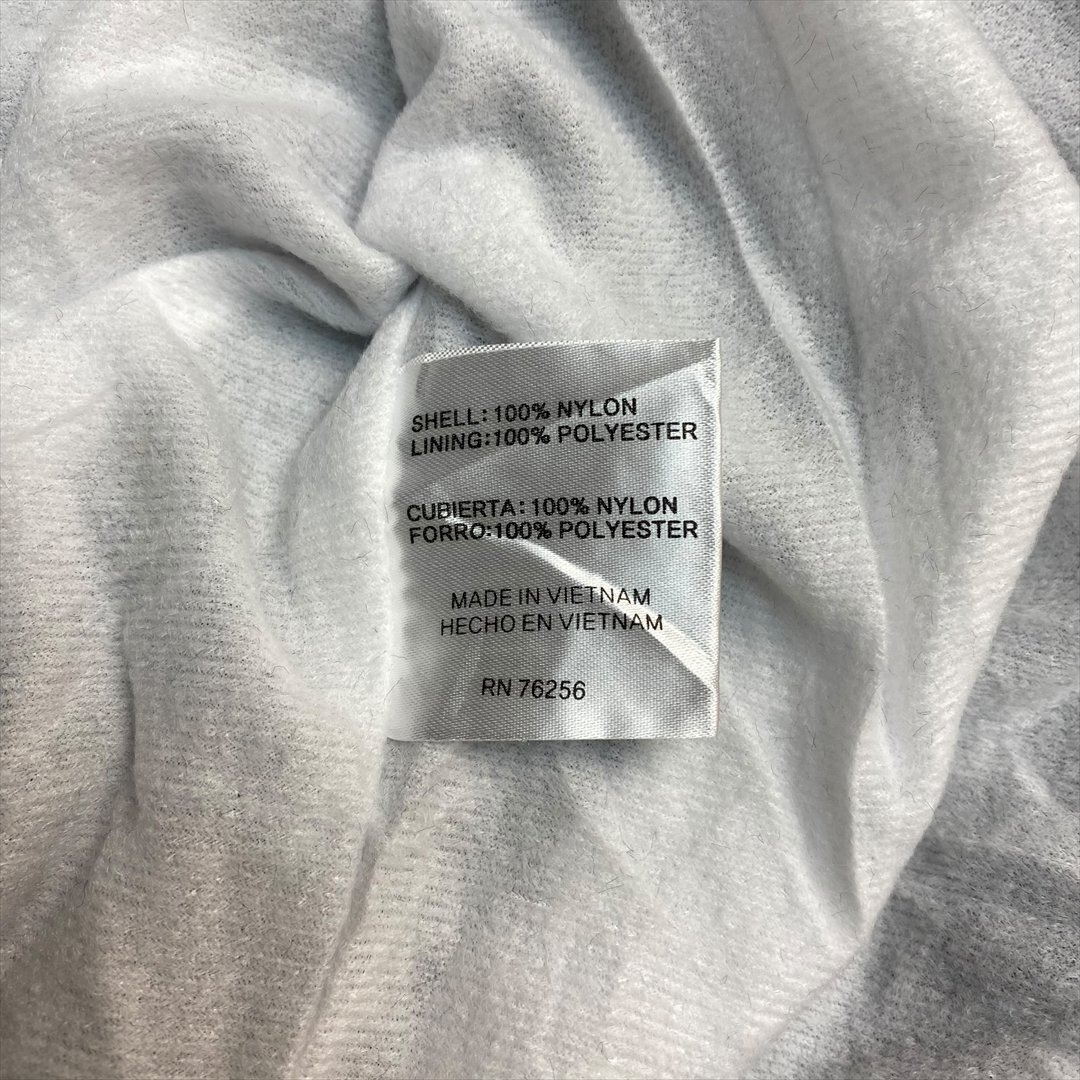 SHELL: 100% NYLON
LINING:100% POLYESTER
CUBIERTA: 100% NYLON
FORRO:100% POLYESTER
MADE IN VIETNAM
HECHO EN VIETNAM
RN 76256